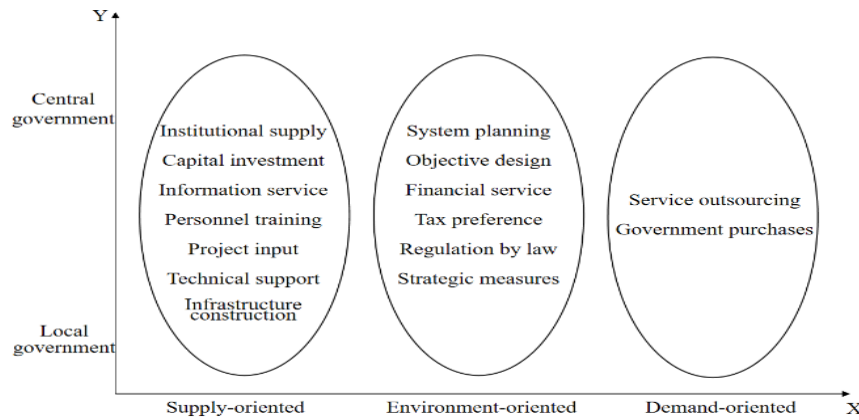 Y
Central
government
Institutional supply
Capital investment
Information service
Personnel training
Project input
Technical support
Infrastructure
construction
System planning
Objective design
Financial service
Tax preference
Regulation by law
Strategic measures
Service outsourcing
Government purchases
Local
government
Supply-oriented
Environment-oriented
Demand-oriented
X